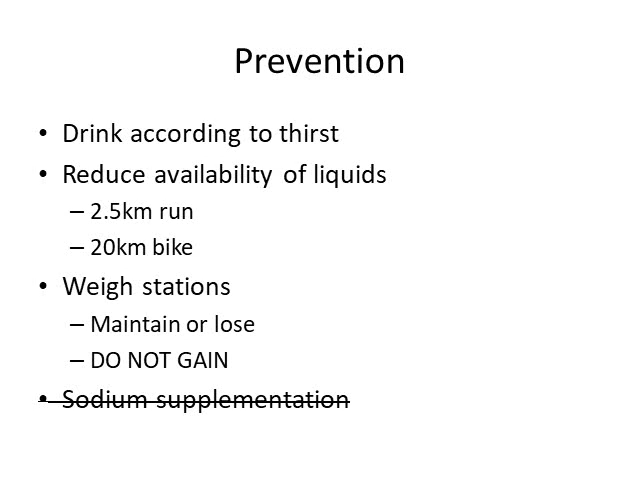 Prevention
• Drink according to thirst
• Reduce availability of liquids
– 2.5km run
– 20km bike
• Weigh stations
– Maintain or lose
– DO NOT GAIN
• Sodium supplementation